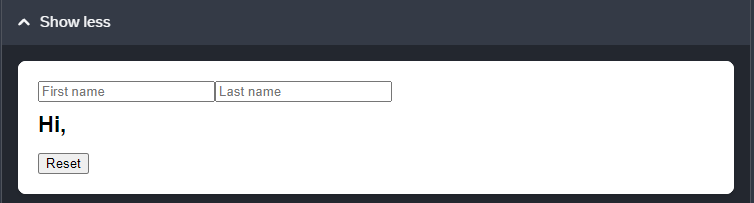 Show less
First name Last name
Hi,
Reset